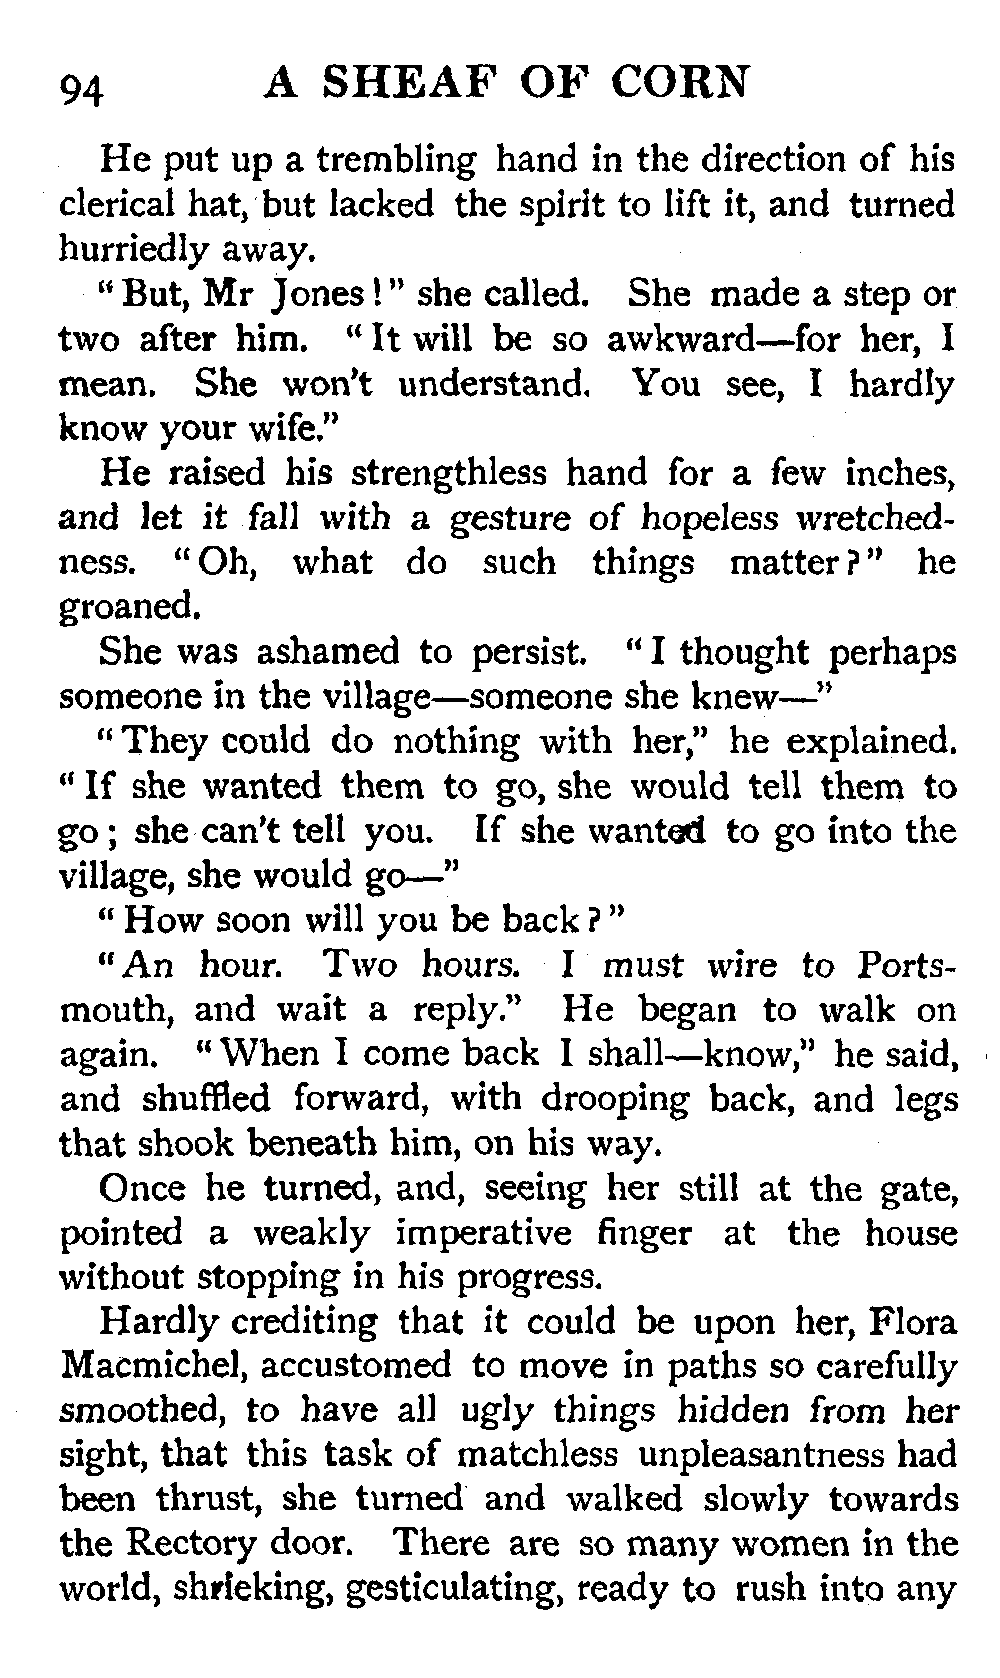 94 A SHEAF OF CORN
He put up a trembling hand in the direction of his
clerical hat, but lacked the spirit to lift it, and turned
hurriedly away.
“But, Mr Jones!” she called. She made a step or
two after him. “It will be so awkward—for her, I
mean. She won't understand. You see, I hardly
know your wife.”
He raised his strengthless hand for a few inches,
and let it fall with a gesture of hopeless wretched-
ness. “Oh, what do such things matter?” he
groaned.
She was ashamed to persist. “I thought perhaps
someone in the village—someone she knew—”
“They could do nothing with her,” he explained.
“If she wanted them to go, she would tell them to
go; she can't tell you. If she wanted to go into the
village, she would go—”
“How soon will you be back?”
“An hour. Two hours. I must wire to Ports-
mouth, and wait a reply.” He began to walk on
again. “When I come back I shall—know,” he said,
and shuffled forward, with drooping back, and legs
that shook beneath him, on his way.
Once he turned, and, seeing her still at the gate,
pointed a weakly imperative finger at the house
without stopping in his progress.
Hardly crediting that it could be upon her, Flora
Macmichel, accustomed to move in paths so carefully
smoothed, to have all ugly things hidden from her
sight, that this task of matchless unpleasantness had
been thrust, she turned and walked slowly towards
the Rectory door. There are so many women in the
world, shrieking, gesticulating, ready to rush into any